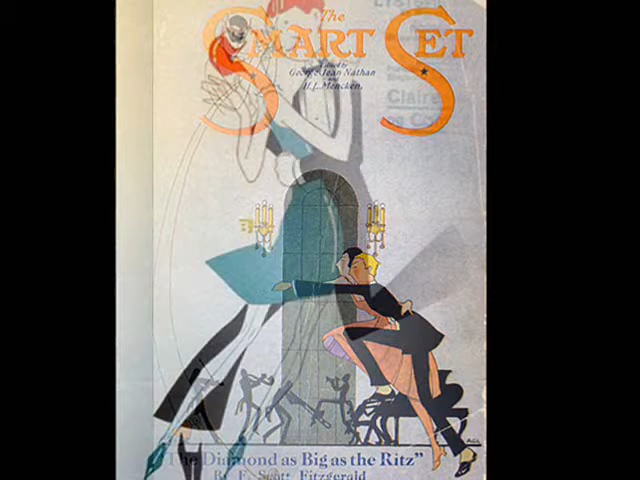 The
SMART SET
Edited by
George Jean Nathan
and
H.L. Mencken.
Claire
"The Diamond as Big as the Ritz"
By F. Scott Fitzgerald